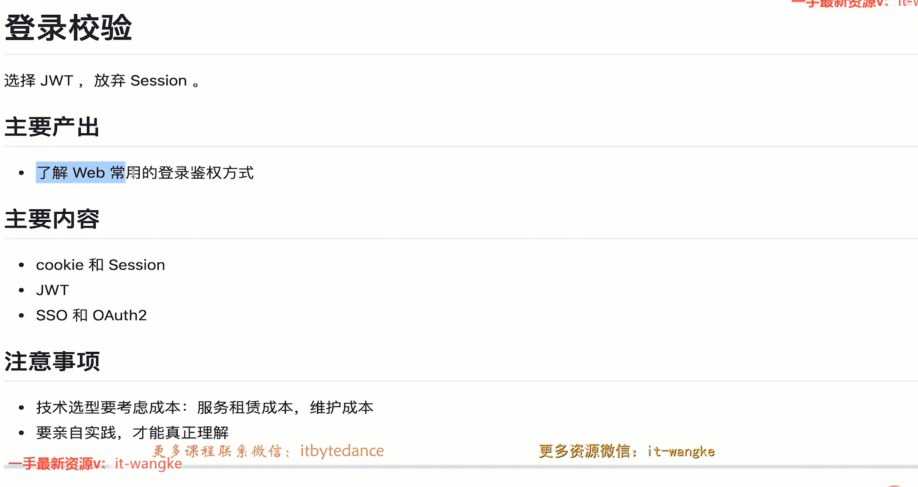 一手最新资源v：it-w
登录校验
选择 JWT ，放弃 Session 。
主要产出
了解 Web 常用的登录鉴权方式
主要内容
cookie 和 Session
JWT
SSO 和 OAuth2
注意事项
技术选型要考虑成本：服务租赁成本，维护成本
要亲自实践，才能真正理解
更多课程联系微信：itbytedance
更多资源微信：it-wangke
一手最新资源v：it-wangke